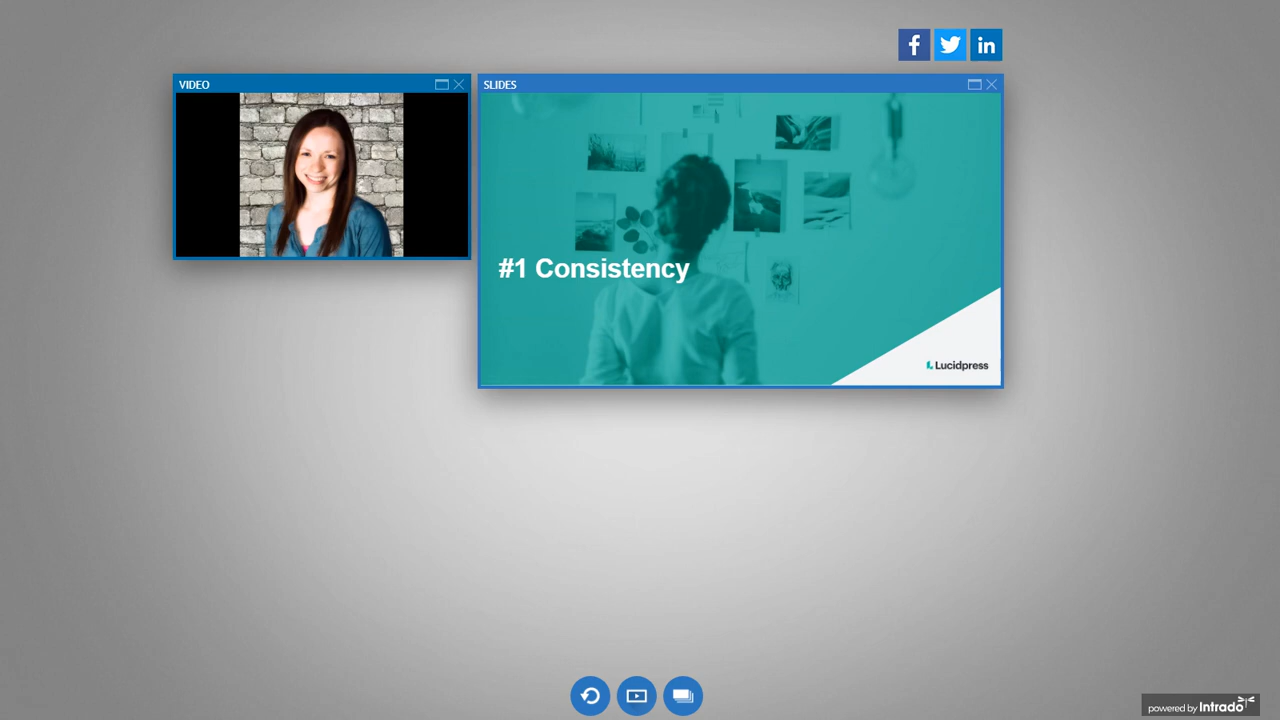 VIDEO
SLIDES
#1 Consistency
Lucidpress
powered by Intrado